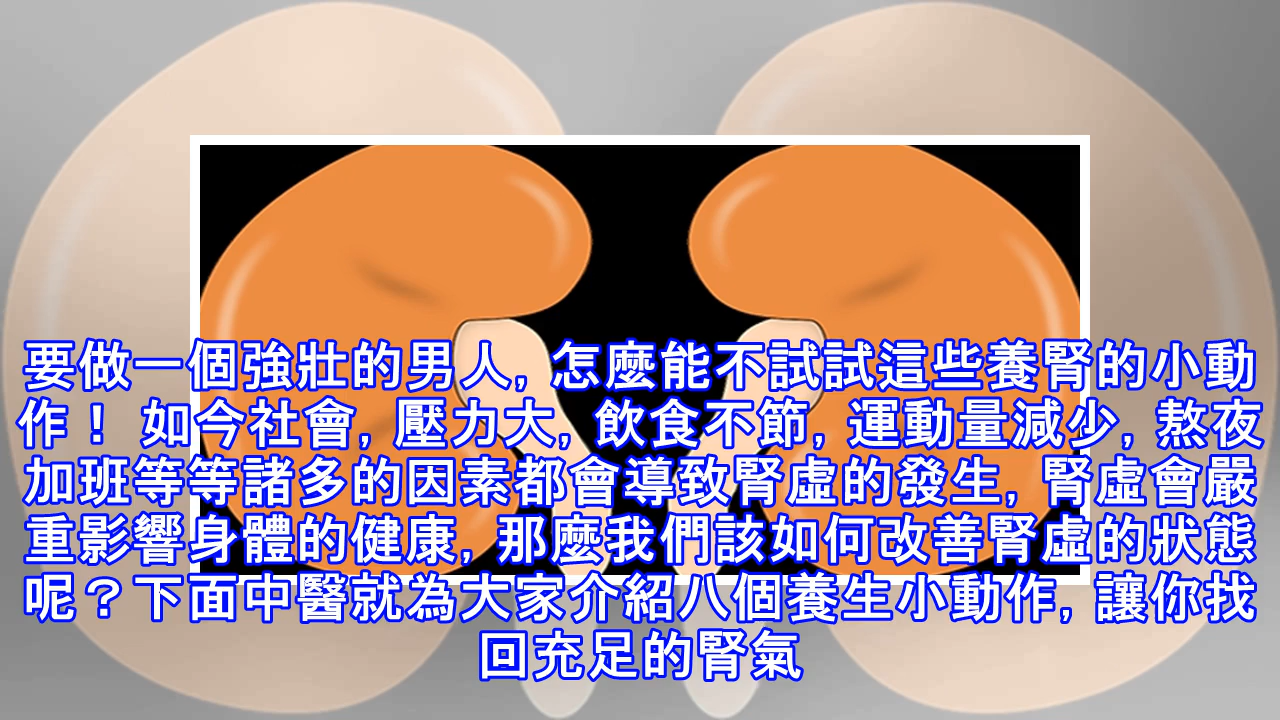 要做一個強壯的男人, 怎麼能不試試這些養腎的小動
作！ 如今社會, 壓力大, 飲食不節, 運動量減少, 熬夜
加班等等諸多的因素都會導致腎虛的發生, 腎虛會嚴
重影響身體的健康, 那麼我們該如何改善腎虛的狀態
呢？下面中醫就為大家介紹八個養生小動作, 讓你找
回充足的腎氣